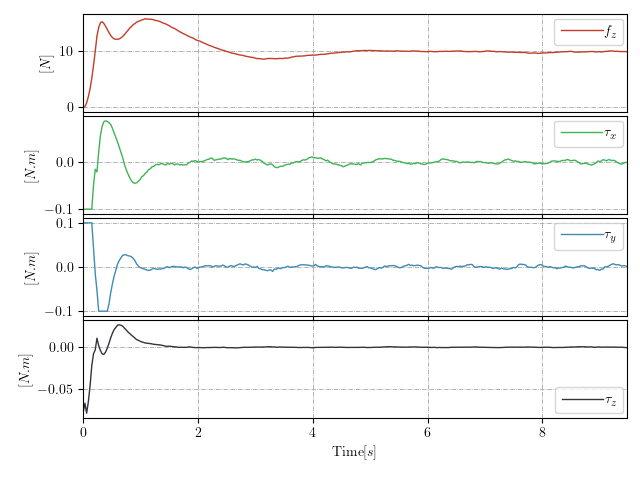 10
0
[N]
f_z
0.0
−0.1
[N.m]
τ_x
0.1
0.0
−0.1
[N.m]
τ_y
0.00
−0.05
[N.m]
τ_z
0 2 4 6 8
Time[s]